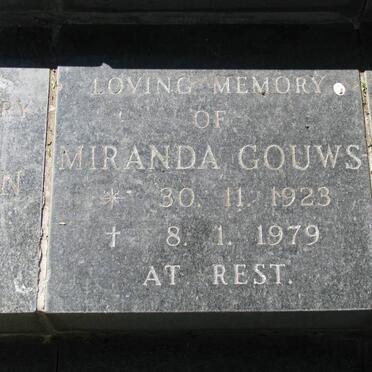 LOVING MEMORY
OF
MIRANDA GOUWS
* 30. 11. 1923
† 8. 1. 1979
AT REST.